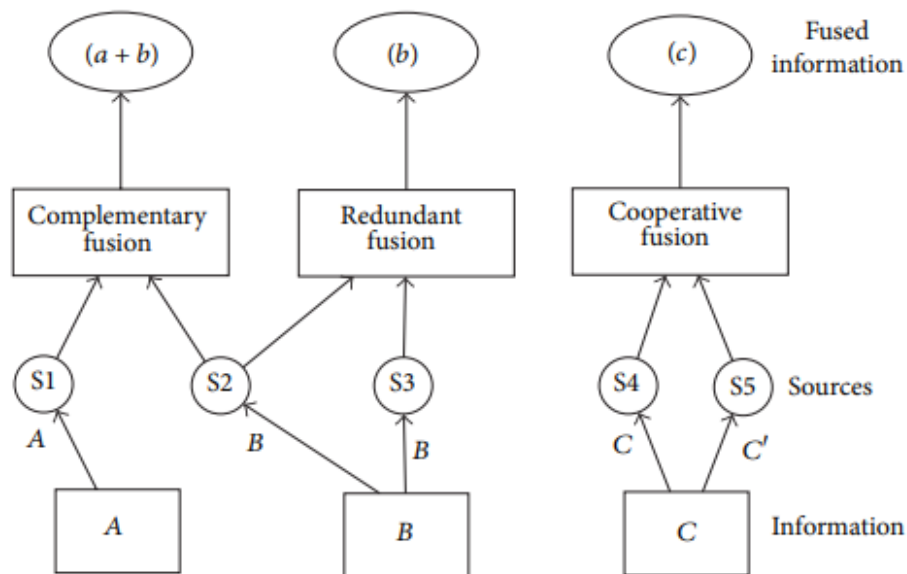 (a + b)
(b)
(c)
Fused
information
Complementary
fusion
Redundant
fusion
Cooperative
fusion
S1
S2
S3
S4
S5
Sources
A
B
B
C
C′
A
B
C
Information